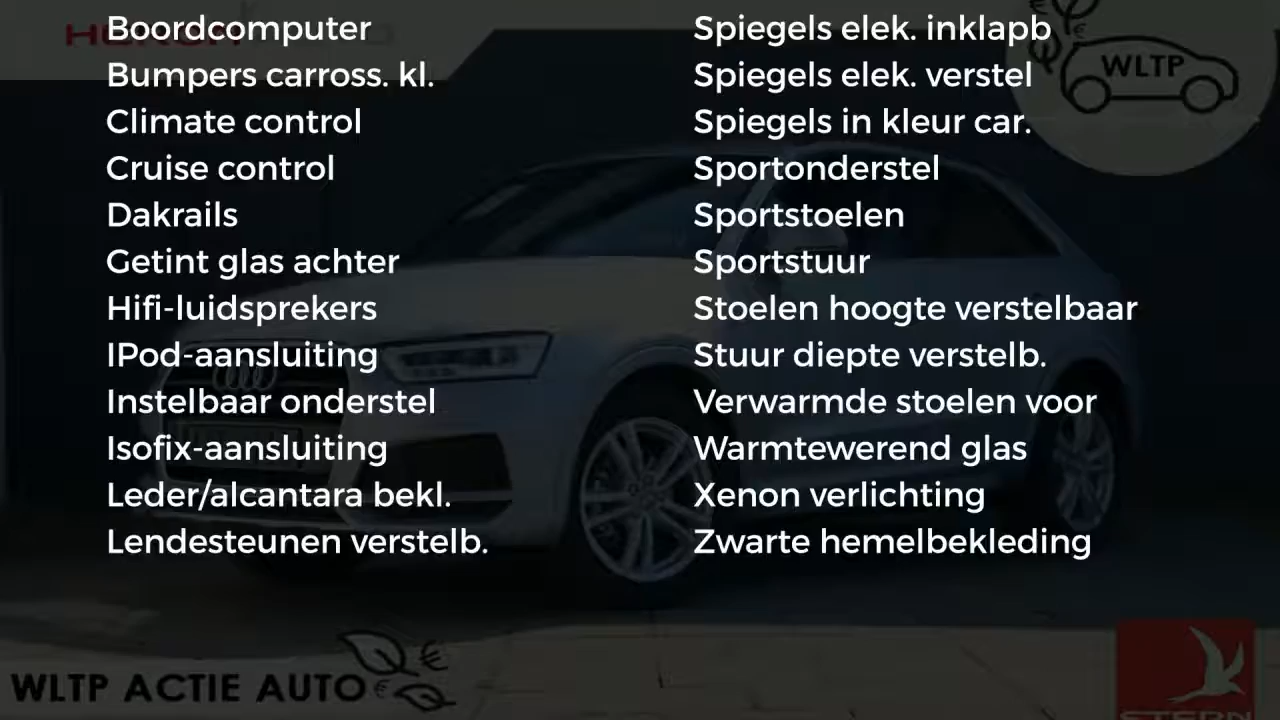 Boordcomputer
Bumpers carross. kl.
Climate control
Cruise control
Dakrails
Getint glas achter
Hifi-luidsprekers
IPod-aansluiting
Instelbaar onderstel
Isofix-aansluiting
Leder/alcantara bekl.
Lendesteunen verstelb.
Spiegels elek. inklapb
Spiegels elek. verstel
Spiegels in kleur car.
Sportonderstel
Sportstoelen
Sportstuur
Stoelen hoogte verstelbaar
Stuur diepte verstelb.
Verwarmde stoelen voor
Warmtewerend glas
Xenon verlichting
Zwarte hemelbekleding
WLTP
WLTP ACTIE AUTO
STERN